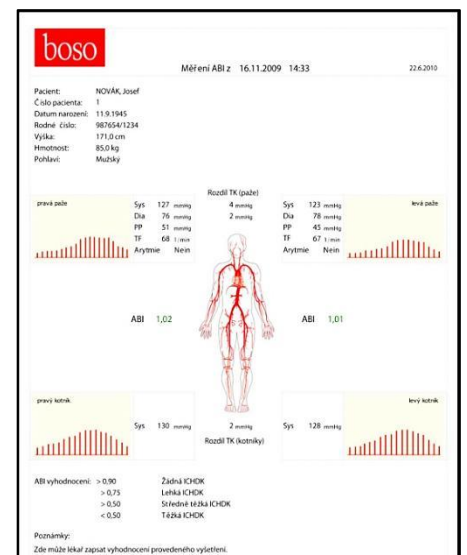 boso
Měření ABI z 16.11.2009 14:33 22.6.2010
Pacient: NOVÁK, Josef
Číslo pacienta: 1
Datum narození: 11.9.1945
Rodné číslo: 987654/1234
Výška: 171,0 cm
Hmotnost: 85,0 kg
Pohlaví: Mužský
Rozdíl TK (paže)
pravá paže Sys 127 mmHg 4 mmHg Sys 123 mmHg levá paže
Dia 76 mmHg 2 mmHg Dia 78 mmHg
PP 51 mmHg PP 45 mmHg
TF 68 1/min TF 67 1/min
Arytmie Nein Arytmie Nein
ABI 1,02 ABI 1,01
pravý kotník levý kotník
Sys 130 mmHg 2 mmHg Sys 128 mmHg
Rozdíl TK (kotníky)
ABI vyhodnocení: > 0,90 Žádná ICHDK
> 0,75 Lehká ICHDK
> 0,50 Středně těžká ICHDK
< 0,50 Těžká ICHDK
Poznámky:
Zde může lékař zapsat vyhodnocení provedeného vyšetření.